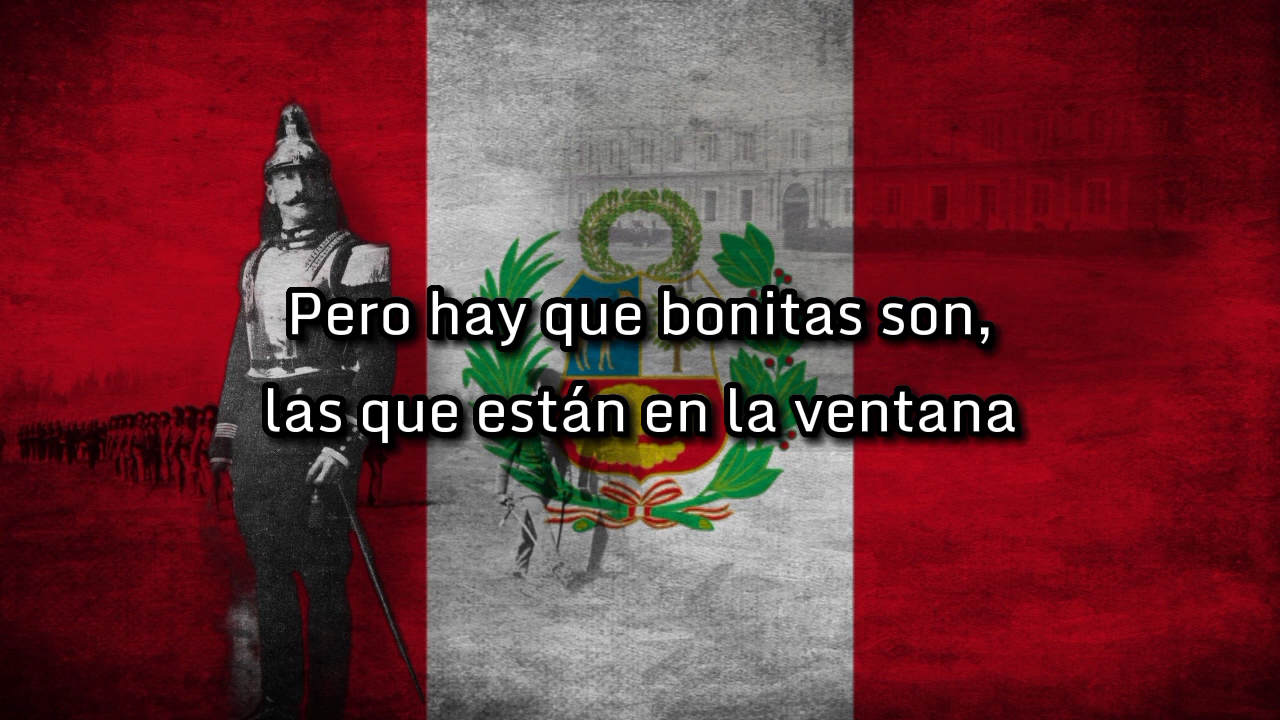 Pero hay que bonitas son,
las que están en la ventana